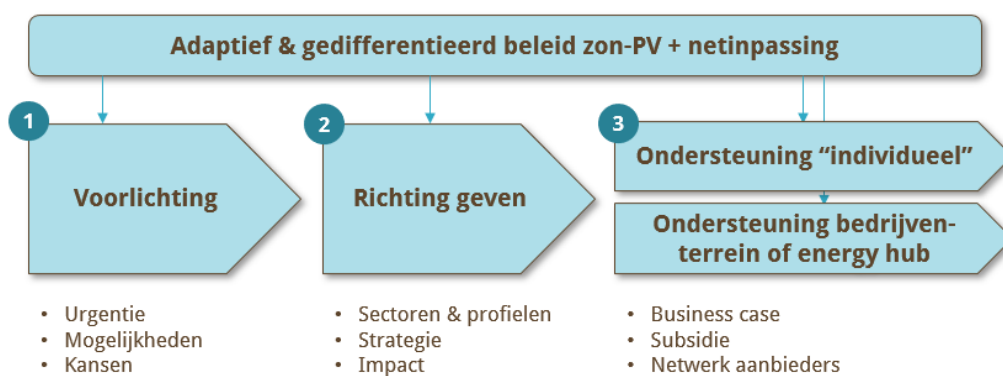 Adaptief & gedifferentieerd beleid zon-PV + netinpassing
1
Voorlichting
• Urgentie
• Mogelijkheden
• Kansen
2
Richting geven
• Sectoren & profielen
• Strategie
• Impact
3
Ondersteuning “individueel”
Ondersteuning bedrijven-
terrein of energy hub
• Business case
• Subsidie
• Netwerk aanbieders